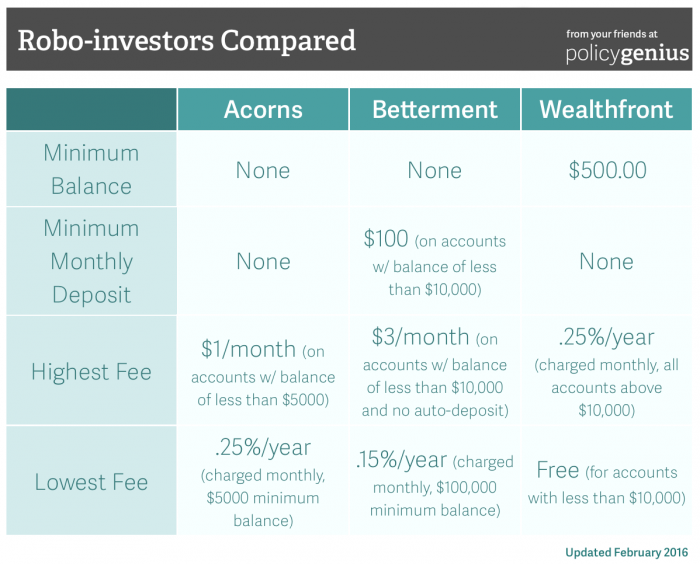 Robo-investors Compared
from your friends at
policygenius
Acorns
Betterment
Wealthfront
Minimum
Balance
None
None
$500.00
Minimum
Monthly
Deposit
None
$100 (on accounts
w/ balance of less
than $10,000)
None
Highest Fee
$1/month (on
accounts w/ balance
of less than $5000)
$3/month (on
accounts w/ balance
of less than $10,000
and no auto-deposit)
.25%/year
(charged monthly, all
accounts above
$10,000)
Lowest Fee
.25%/year
(charged monthly,
$5000 minimum
balance)
.15%/year (charged
monthly, $100,000
minimum balance)
Free (for accounts
with less than $10,000)
Updated February 2016